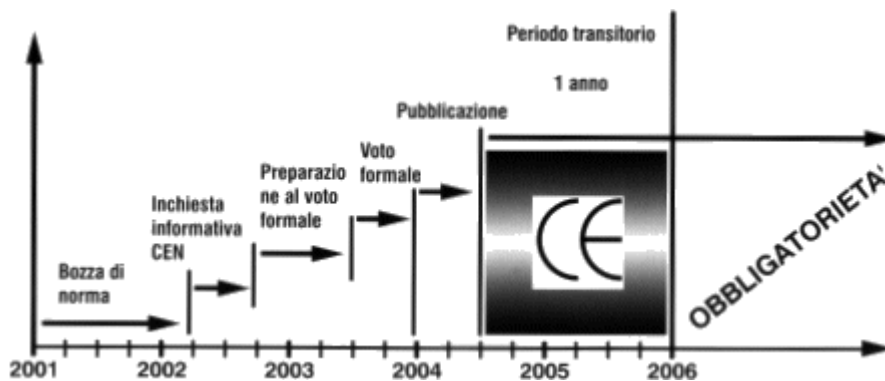 Periodo transitorio
1 anno
Pubblicazione
Voto
formale
Preparazio
ne al voto
formale
Inchiesta
informativa
CEN
Bozza di
norma
CE
OBBLIGATORIETA'
2001 2002 2003 2004 2005 2006